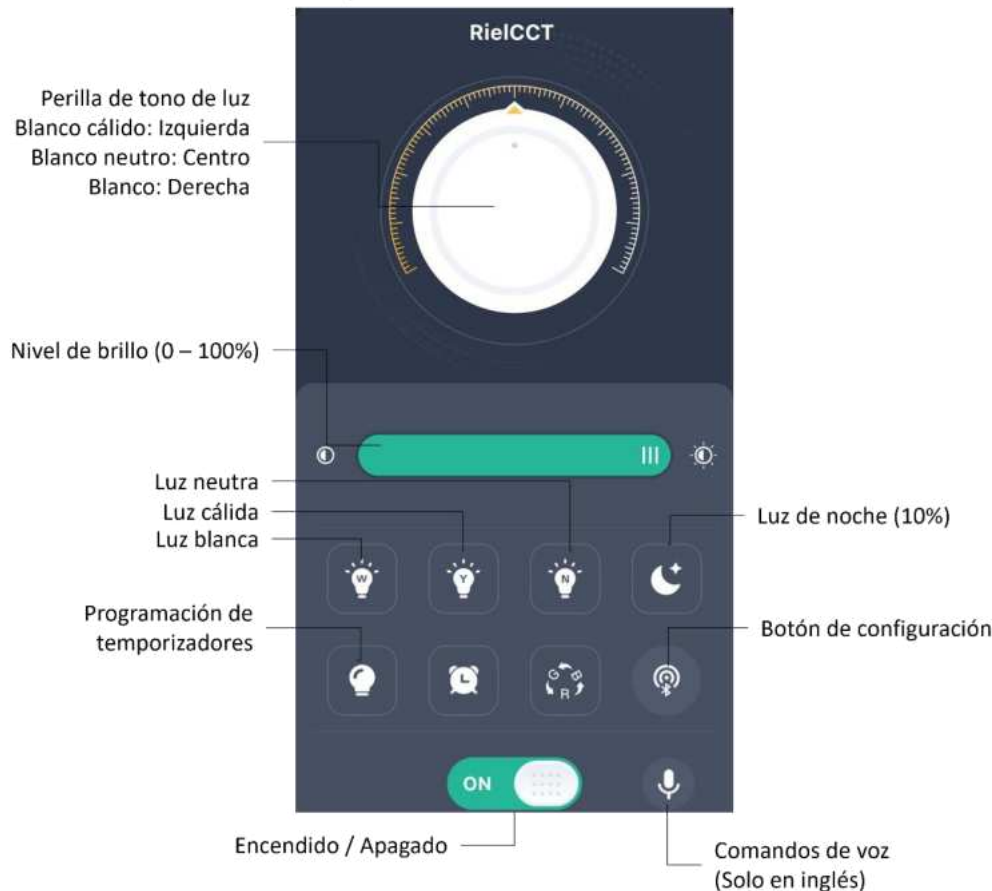 RielCCT
Perilla de tono de luz
Blanco cálido: Izquierda
Blanco neutro: Centro
Blanco: Derecha
Nivel de brillo (0 – 100%)
Luz neutra
Luz cálida
Luz blanca
Luz de noche (10%)
W
Y
N
Programación de
temporizadores
Botón de configuración
G B
R
ON
Encendido / Apagado
Comandos de voz
(Solo en inglés)